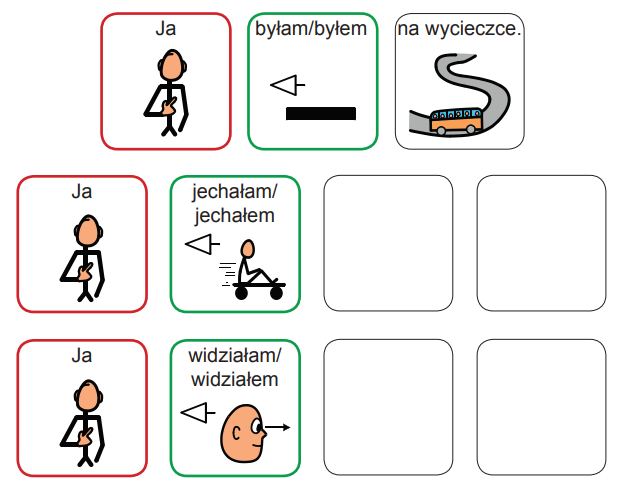 Ja
byłam/byłem
na wycieczce.
Ja
jechałam/
jechałem
Ja
widziałam/
widziałem